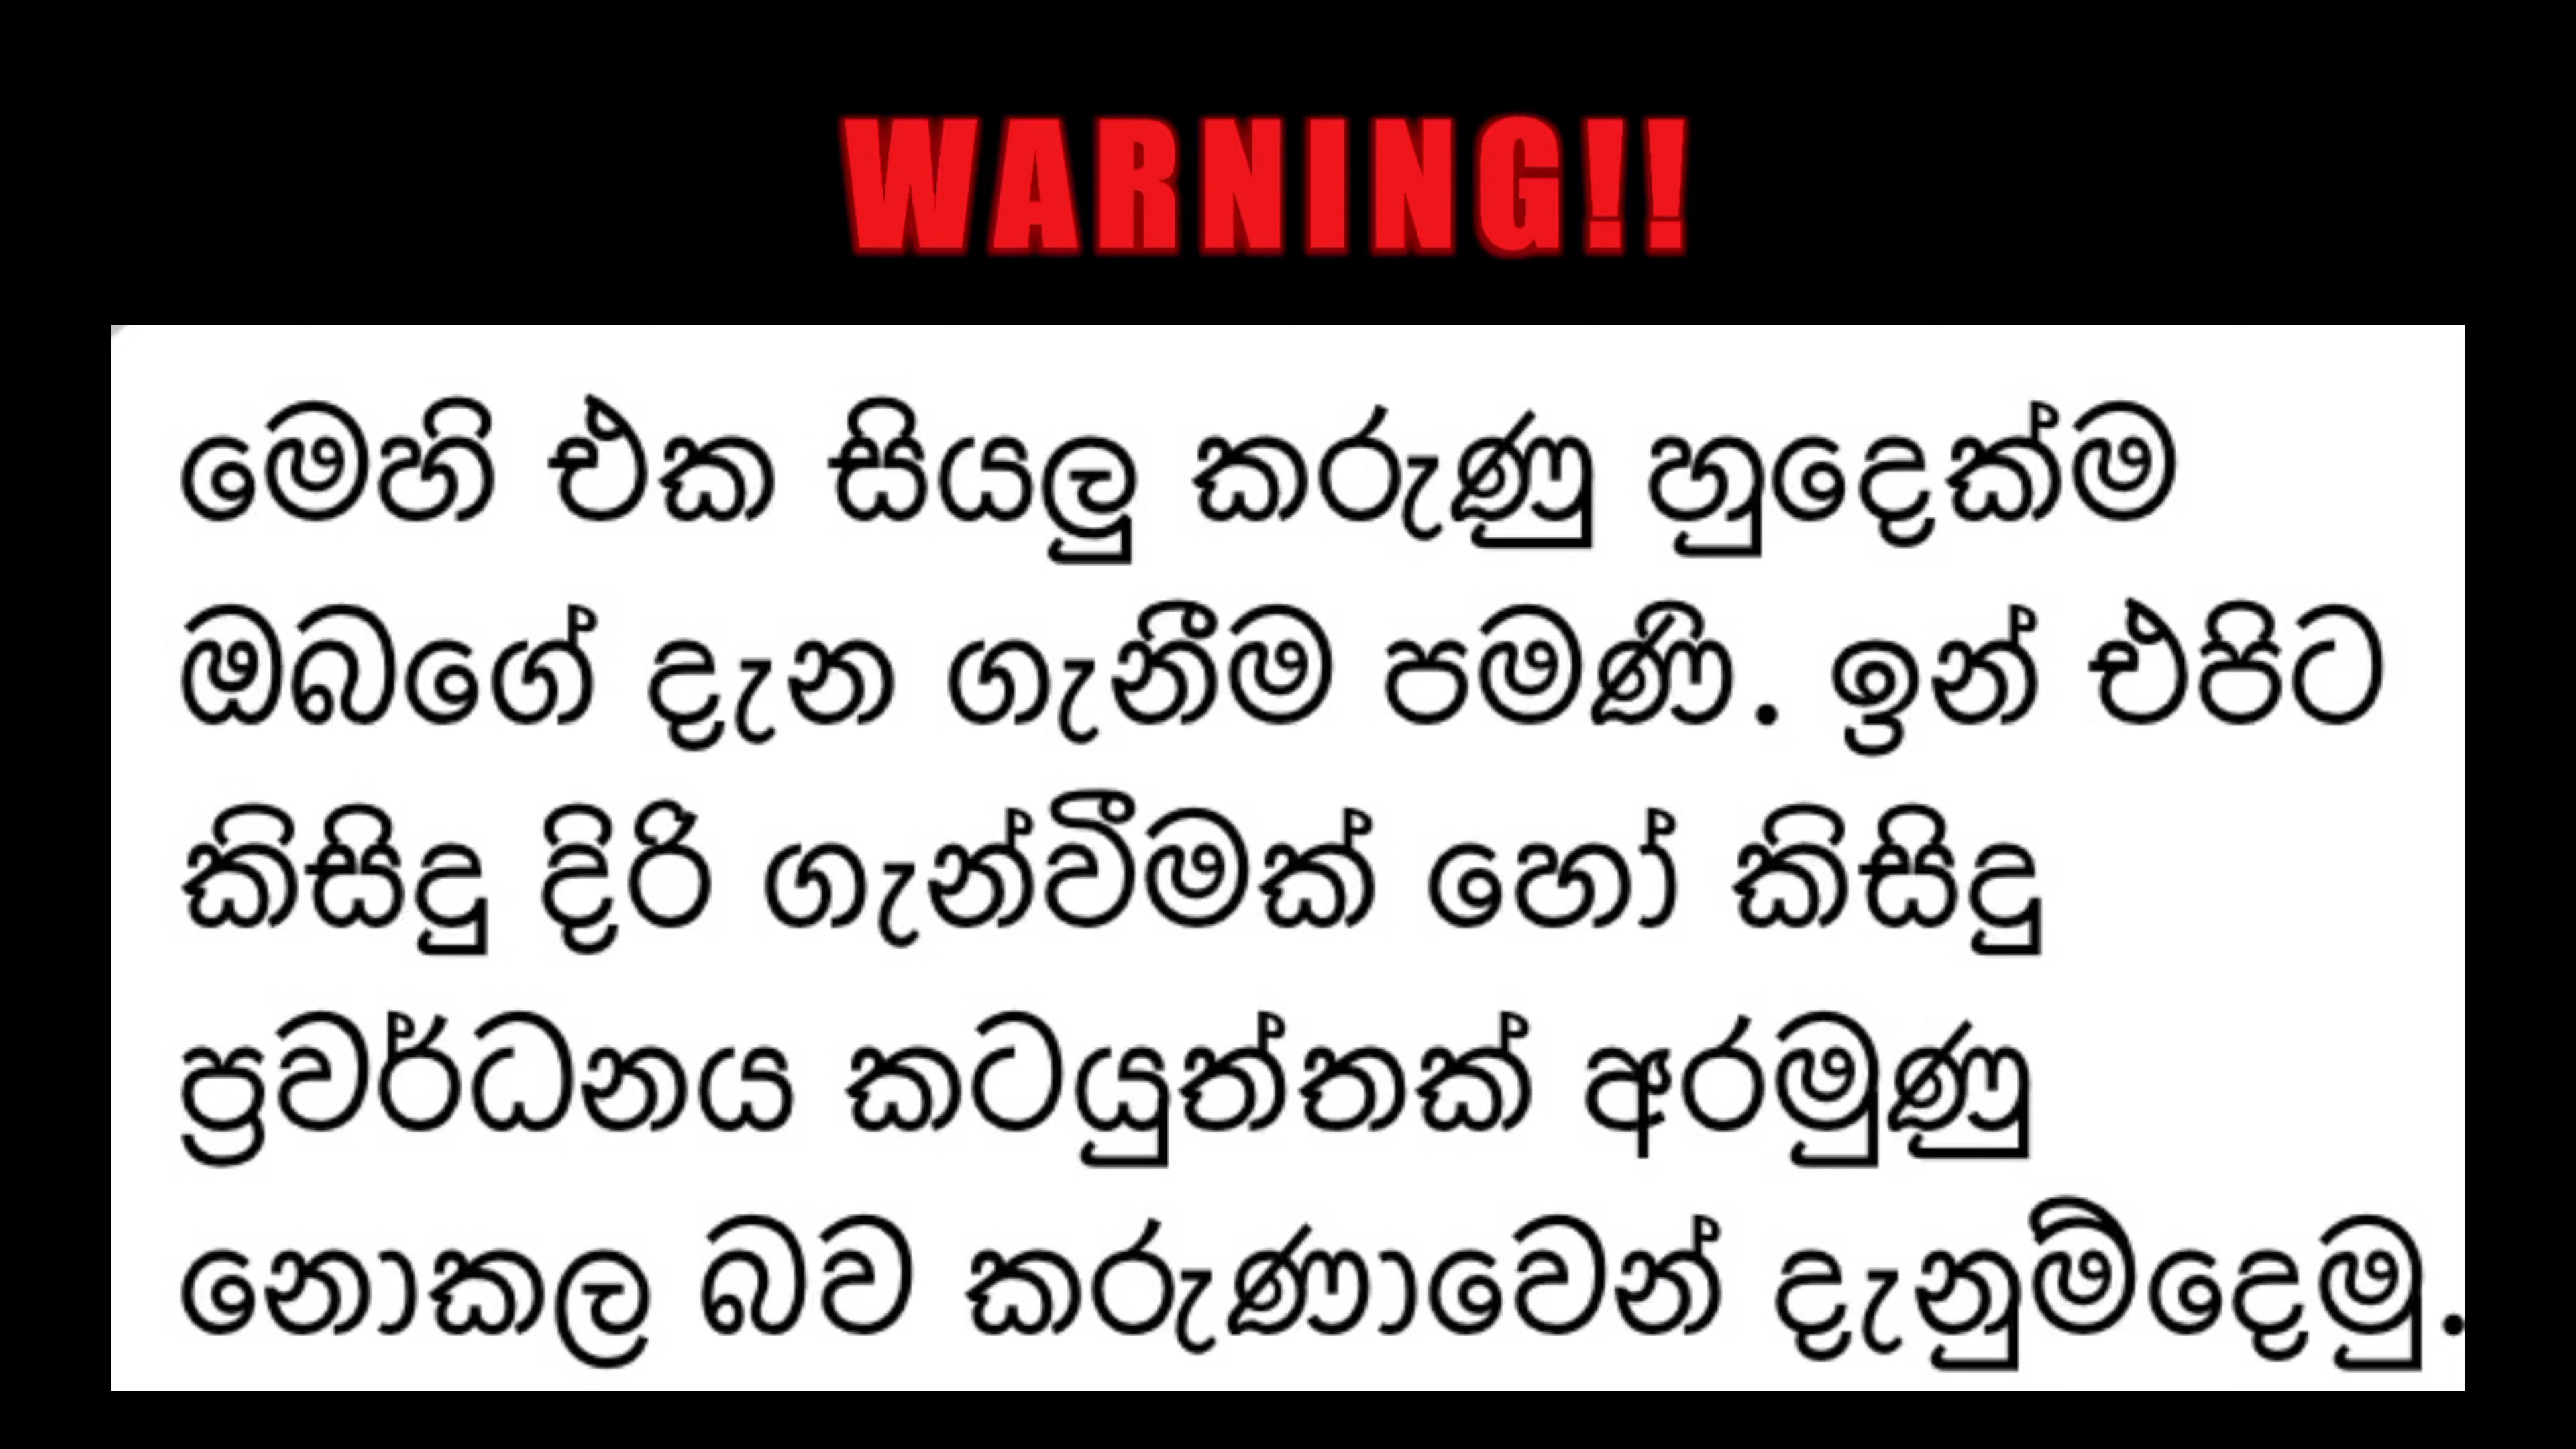 WARNING!!
මෙහි එක සියලු කරුණු හුදෙක්ම
ඔබගේ දැන ගැනීම පමණි. ඉන් එපිට
කිසිදු දිරි ගැන්වීමක් හෝ කිසිදු
ප්‍රවර්ධනය කටයුත්තක් අරමුණු
නොකල බව කරුණාවෙන් දැනුම්දෙමු.